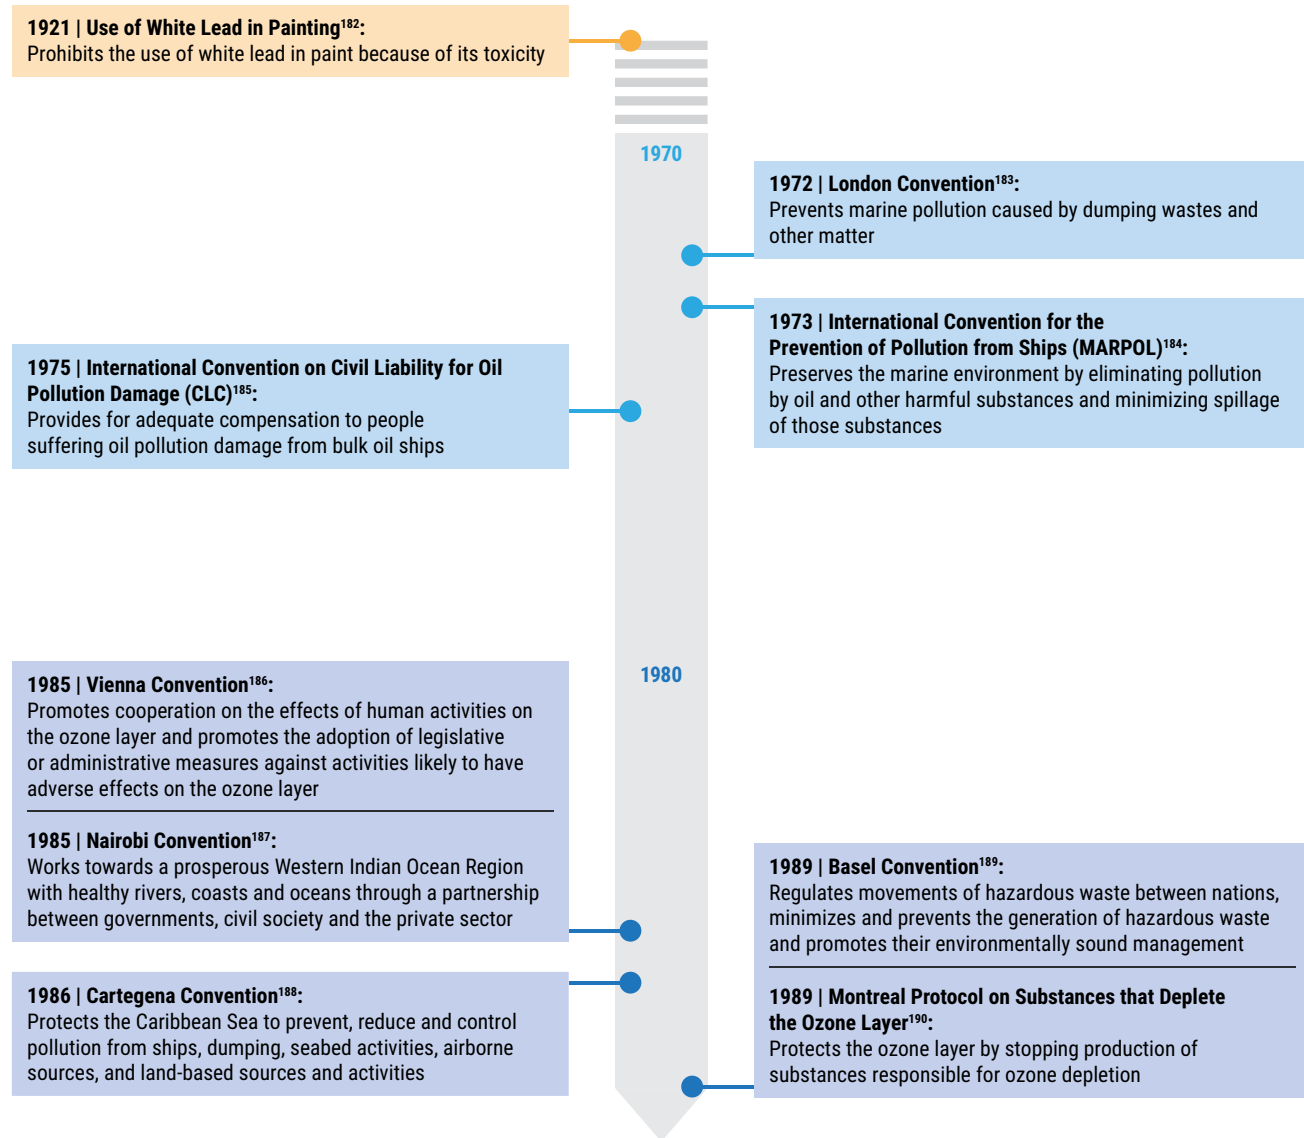 1921 | Use of White Lead in Painting182:
Prohibits the use of white lead in paint because of its toxicity
1970
1972 | London Convention183:
Prevents marine pollution caused by dumping wastes and
other matter
1973 | International Convention for the
Prevention of Pollution from Ships (MARPOL)184:
Preserves the marine environment by eliminating pollution
by oil and other harmful substances and minimizing spillage
of those substances
1975 | International Convention on Civil Liability for Oil
Pollution Damage (CLC)185:
Provides for adequate compensation to people
suffering oil pollution damage from bulk oil ships
1980
1985 | Vienna Convention186:
Promotes cooperation on the effects of human activities on
the ozone layer and promotes the adoption of legislative
or administrative measures against activities likely to have
adverse effects on the ozone layer
1985 | Nairobi Convention187:
Works towards a prosperous Western Indian Ocean Region
with healthy rivers, coasts and oceans through a partnership
between governments, civil society and the private sector
1986 | Cartegena Convention188:
Protects the Caribbean Sea to prevent, reduce and control
pollution from ships, dumping, seabed activities, airborne
sources, and land-based sources and activities
1989 | Basel Convention189:
Regulates movements of hazardous waste between nations,
minimizes and prevents the generation of hazardous waste
and promotes their environmentally sound management
1989 | Montreal Protocol on Substances that Deplete
the Ozone Layer190:
Protects the ozone layer by stopping production of
substances responsible for ozone depletion